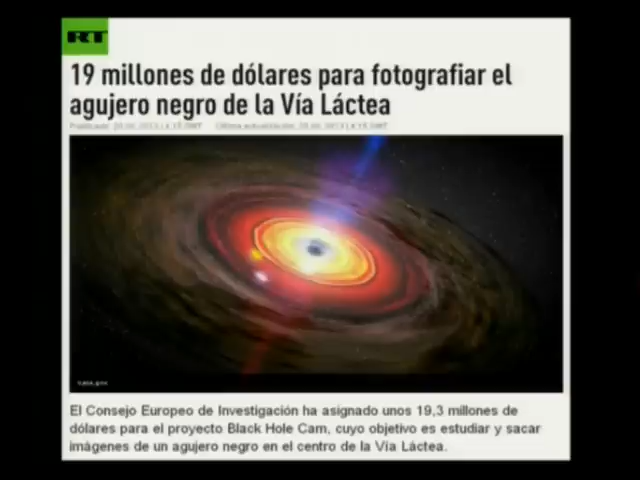 RT
19 millones de dólares para fotografiar el
agujero negro de la Vía Láctea
El Consejo Europeo de Investigación ha asignado unos 19,3 millones de
dólares para el proyecto Black Hole Cam, cuyo objetivo es estudiar y sacar
imágenes de un agujero negro en el centro de la Vía Láctea.